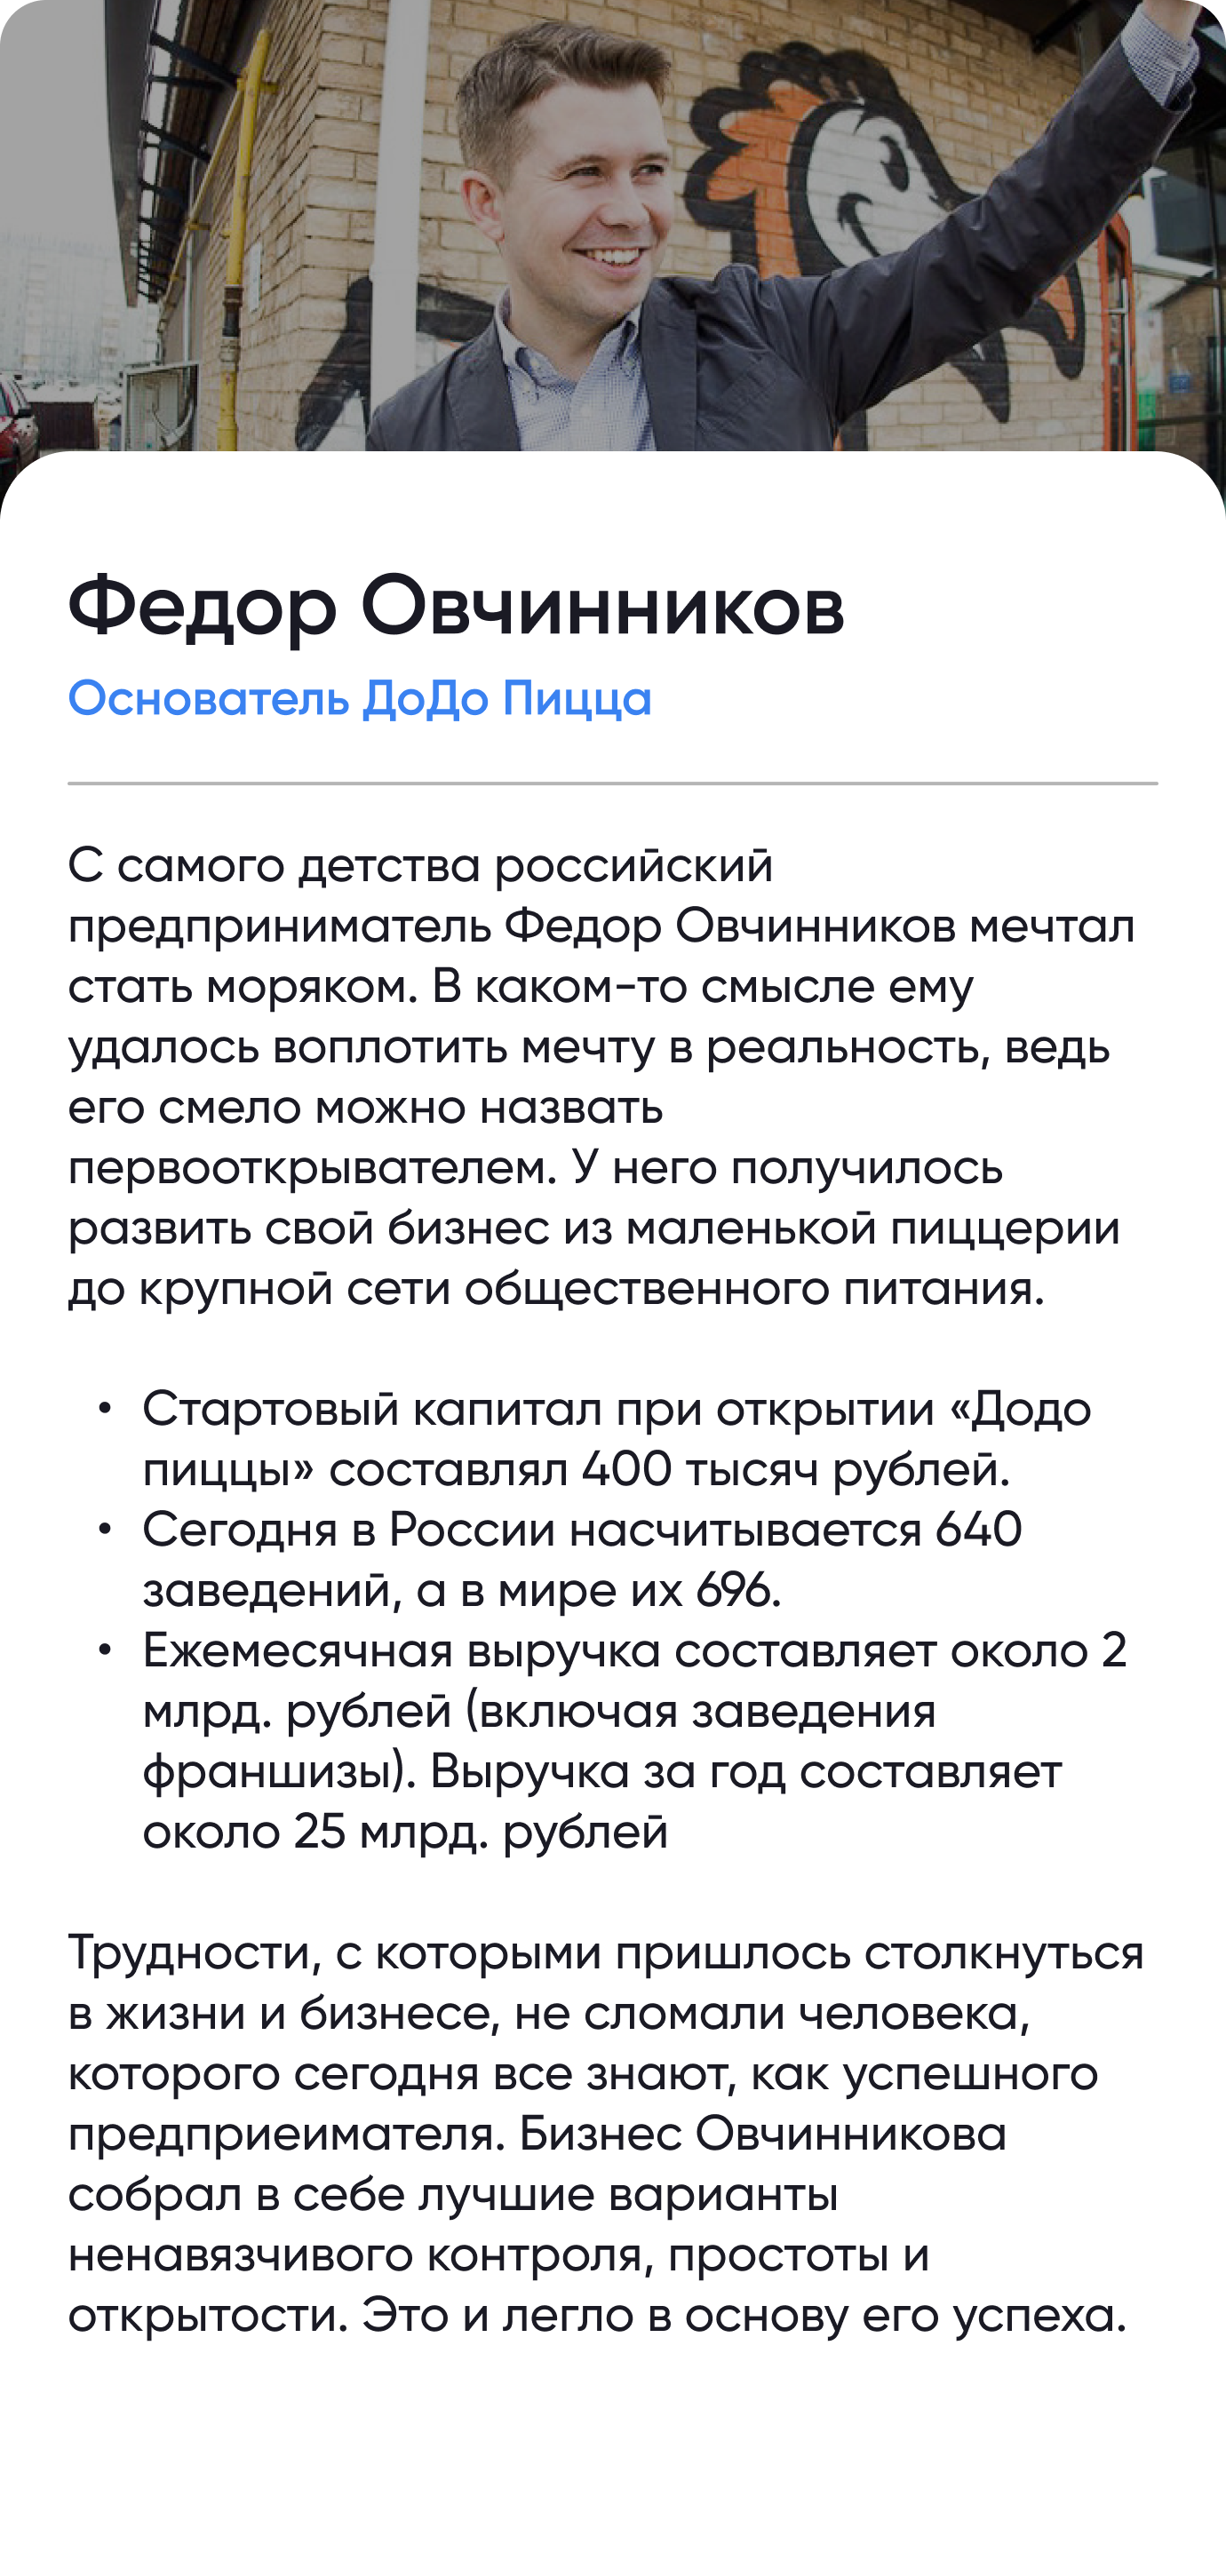 Федор Овчинников
Основатель ДоДо Пицца
С самого детства российский
предприниматель Федор Овчинников мечтал
стать моряком. В каком-то смысле ему
удалось воплотить мечту в реальность, ведь
его смело можно назвать
первооткрывателем. У него получилось
развить свой бизнес из маленькой пиццерии
до крупной сети общественного питания.
• Стартовый капитал при открытии «Додо
пиццы» составлял 400 тысяч рублей.
• Сегодня в России насчитывается 640
заведений, а в мире их 696.
• Ежемесячная выручка составляет около 2
млрд. рублей (включая заведения
франшизы). Выручка за год составляет
около 25 млрд. рублей
Трудности, с которыми пришлось столкнуться
в жизни и бизнесе, не сломали человека,
которого сегодня все знают, как успешного
предприеимателя. Бизнес Овчинникова
собрал в себе лучшие варианты
ненавязчивого контроля, простоты и
открытости. Это и легло в основу его успеха.